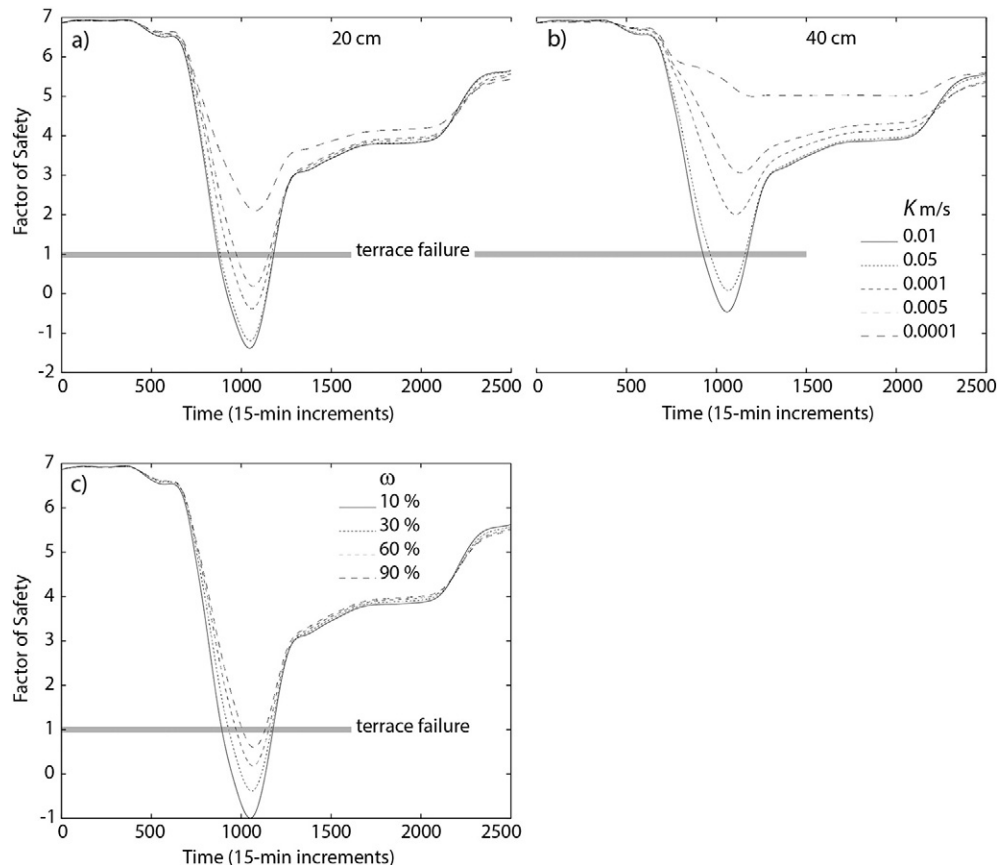 a)
20 cm
7
6
5
4
3
2
1
0
-1
-2
Factor of Safety
terrace failure
0 500 1000 1500 2000 2500
Time (15-min increments)
b)
40 cm
K m/s
0.01
0.05
0.001
0.005
0.0001
0 500 1000 1500 2000 2500
Time (15-min increments)
c)
7
6
5
4
3
2
1
0
-1
Factor of Safety
ω
10 %
30 %
60 %
90 %
terrace failure
0 500 1000 1500 2000 2500
Time (15-min increments)